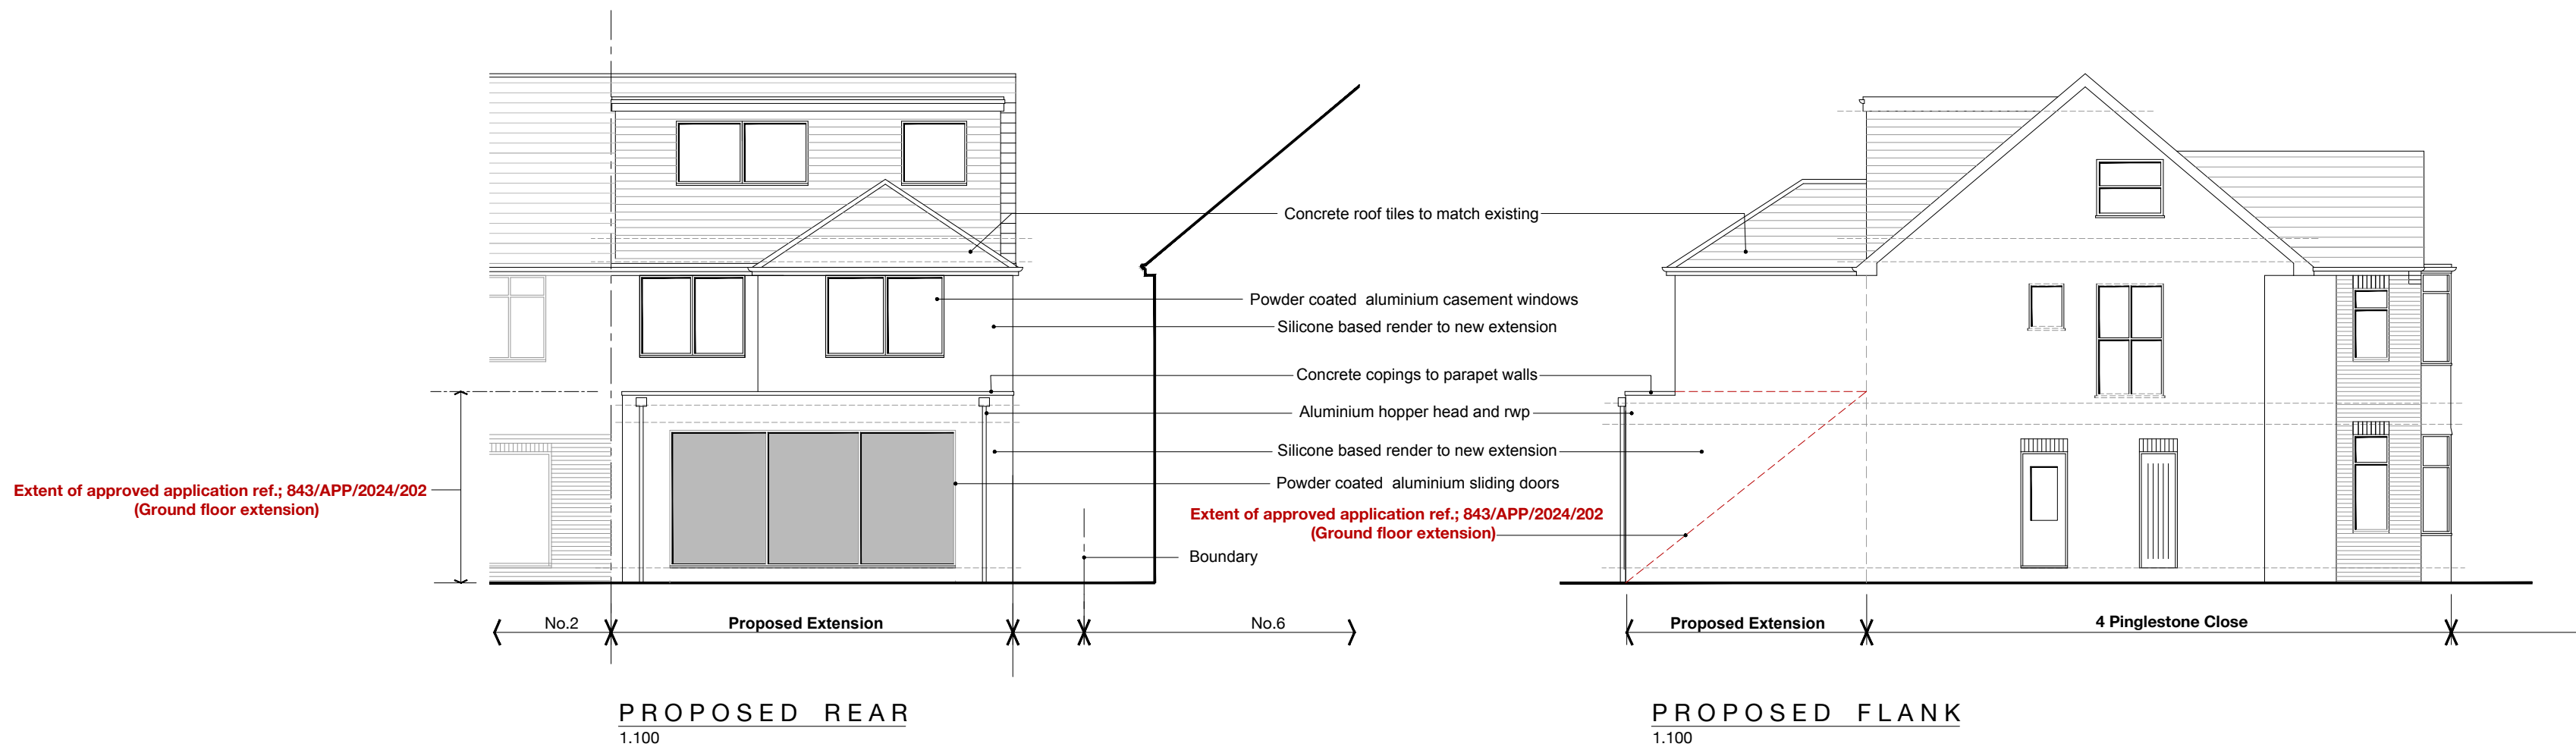 Concrete roof tiles to match existing
Powder coated aluminium casement windows
Silicone based render to new extension
Concrete copings to parapet walls
Aluminium hopper head and rwp
Silicone based render to new extension
Powder coated aluminium sliding doors
Extent of approved application ref.; 843/APP/2024/202
(Ground floor extension)
Extent of approved application ref.; 843/APP/2024/202
(Ground floor extension)
Boundary
No.2
Proposed Extension
No.6
Proposed Extension
4 Pinglestone Close
PROPOSED REAR
1.100
PROPOSED FLANK
1.100